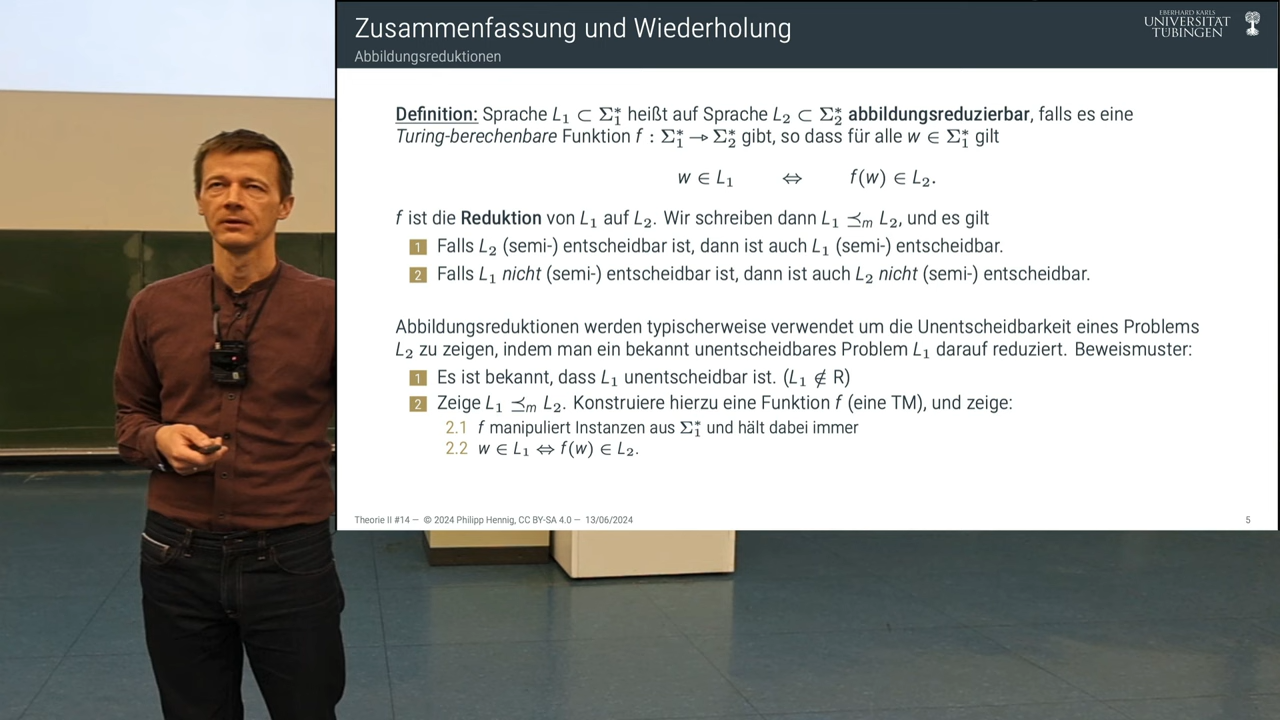 Zusammenfassung und Wiederholung
Abbildungsreduktionen
EBERHARD KARLS
UNIVERSITÄT
TÜBINGEN
Definition: Sprache L₁ ⊂ Σ₁* heißt auf Sprache L₂ ⊂ Σ₂* abbildungsreduzierbar, falls es eine
Turing-berechenbare Funktion f : Σ₁* → Σ₂* gibt, so dass für alle w ∈ Σ₁* gilt
w ∈ L₁ ⇔ f(w) ∈ L₂.
f ist die Reduktion von L₁ auf L₂. Wir schreiben dann L₁ ⪯ₘ L₂, und es gilt
1 Falls L₂ (semi-) entscheidbar ist, dann ist auch L₁ (semi-) entscheidbar.
2 Falls L₁ nicht (semi-) entscheidbar ist, dann ist auch L₂ nicht (semi-) entscheidbar.
Abbildungsreduktionen werden typischerweise verwendet um die Unentscheidbarkeit eines Problems
L₂ zu zeigen, indem man ein bekannt unentscheidbares Problem L₁ darauf reduziert. Beweismuster:
1 Es ist bekannt, dass L₁ unentscheidbar ist. (L₁ ∉ R)
2 Zeige L₁ ⪯ₘ L₂. Konstruiere hierzu eine Funktion f (eine TM), und zeige:
2.1 f manipuliert Instanzen aus Σ₁* und hält dabei immer
2.2 w ∈ L₁ ⇔ f(w) ∈ L₂.
Theorie II #14 — © 2024 Philipp Hennig, CC BY-SA 4.0 — 13/06/2024
5